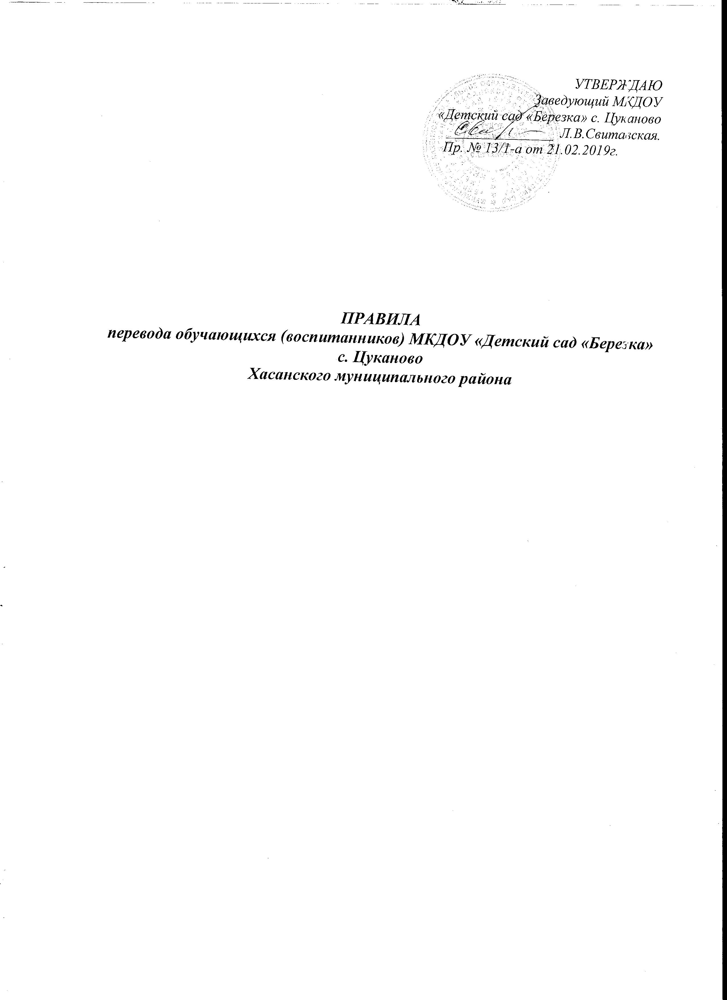 УТВЕРЖДАЮ
Заведующий МКДОУ
«Детский сад «Березка» с. Цуканово
Л.В.Свитавская.
Пр. № 13/1-а от 21.02.2019г.
ПРАВИЛА
перевода обучающихся (воспитанников) МКДОУ «Детский сад «Березка»
с. Цуканово
Хасанского муниципального района